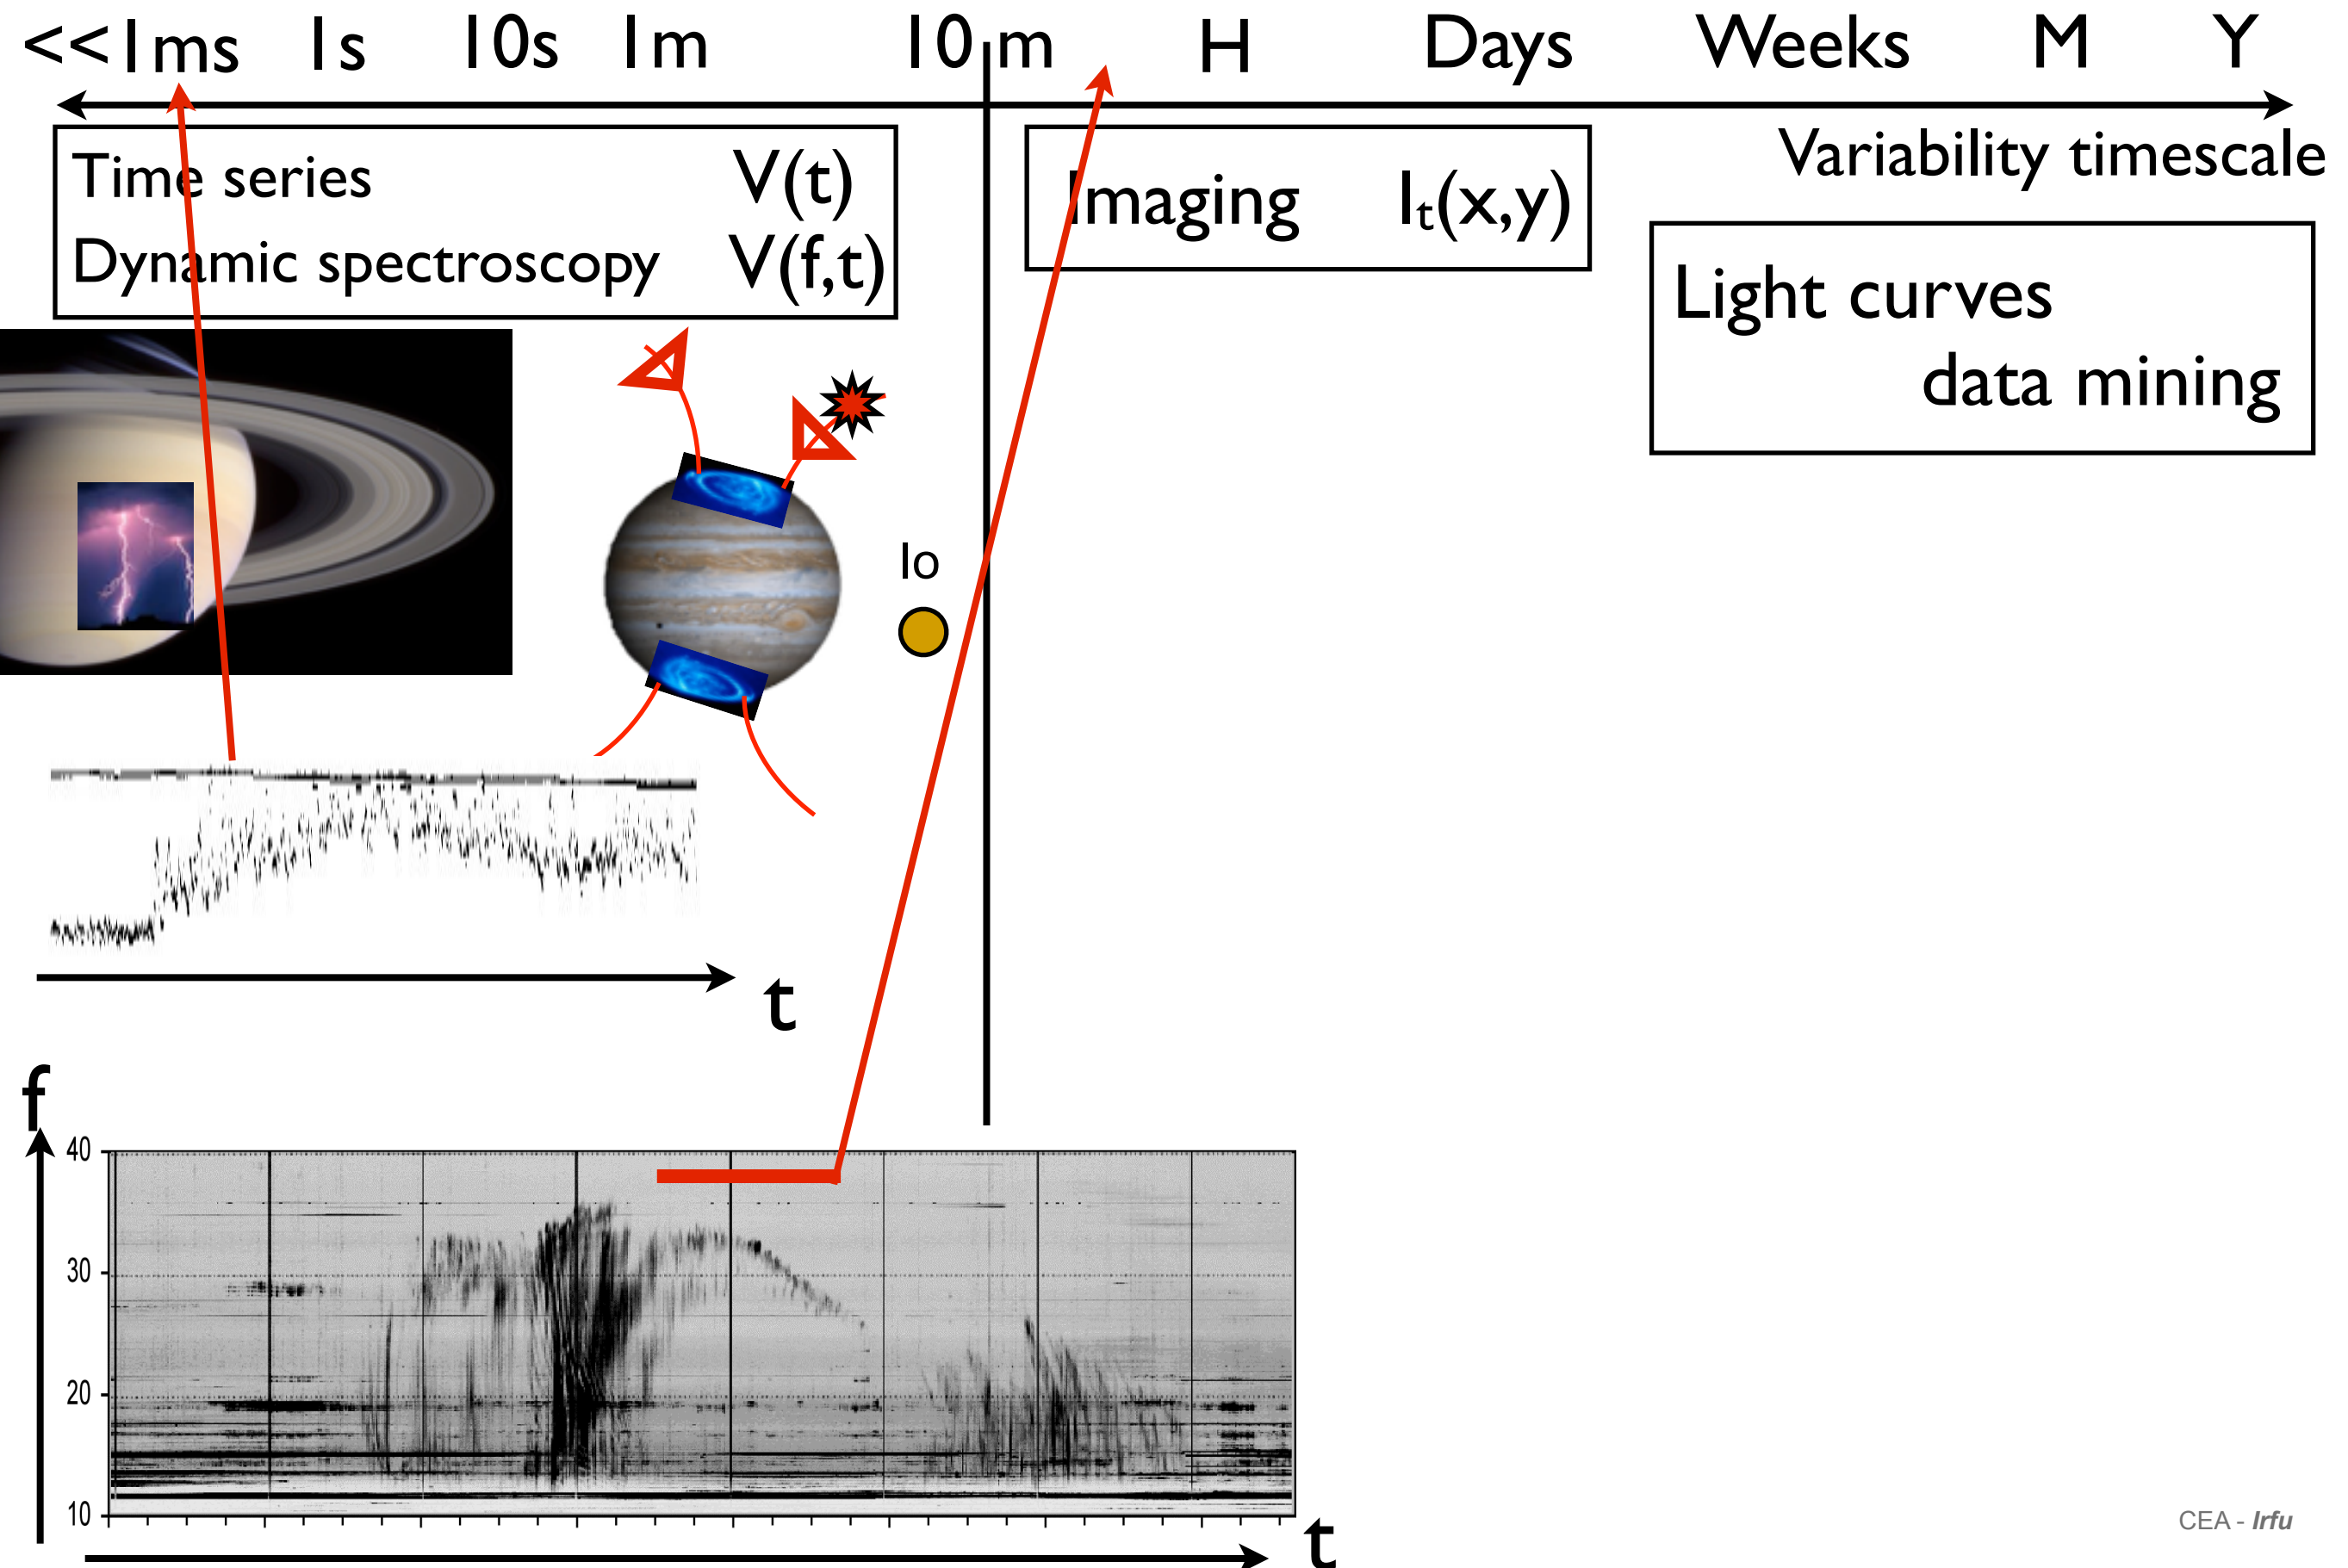 <<1ms 1s 10s 1m 10 m H Days Weeks M Y
Variability timescale
Time series V(t)
Dynamic spectroscopy V(f,t)
Imaging It(x,y)
Light curves
data mining
Io
t
f
40
30
20
10
t
CEA - Irfu